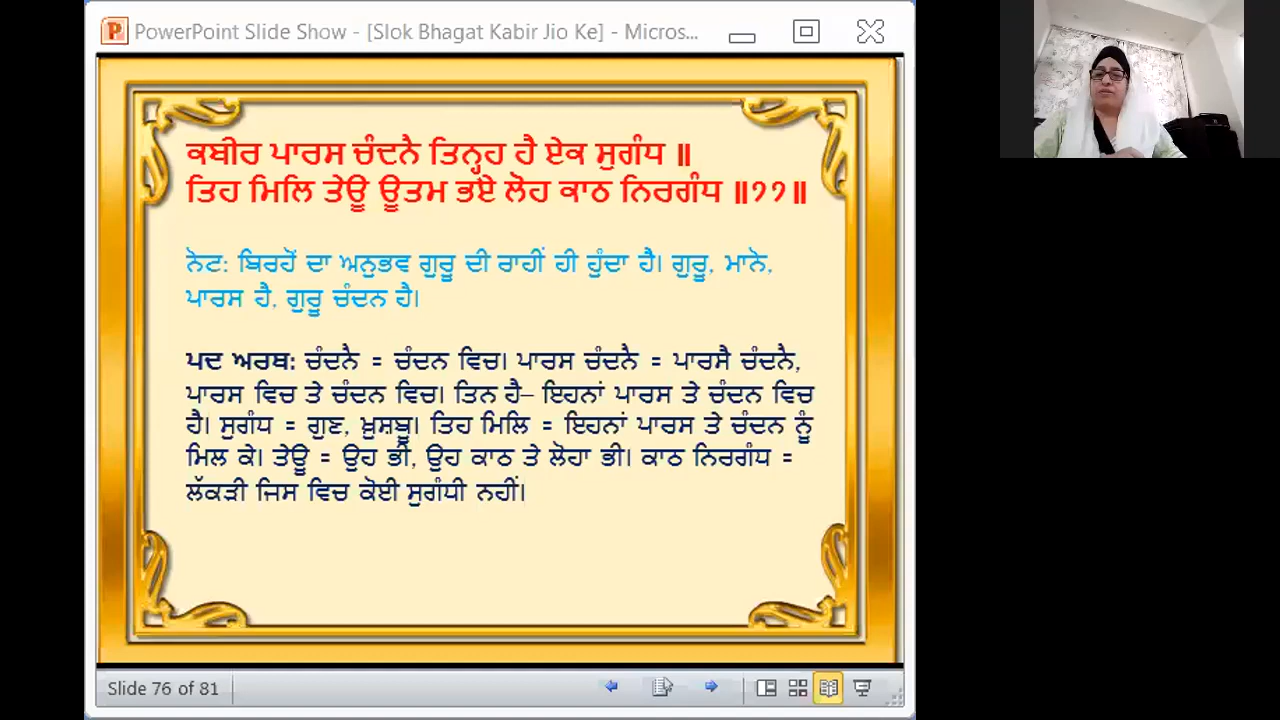 PowerPoint Slide Show - [Slok Bhagat Kabir Jio Ke] - Micros...
ਕਬੀਰ ਪਾਰਸ ਚੰਦਨੈ ਤਿਨ੍ਹ ਹੈ ਏਕ ਸੁਗੰਧ ॥
ਤਿਹ ਮਿਲਿ ਤੇਊ ਊਤਮ ਭਏ ਲੋਹ ਕਾਠ ਨਿਰਗੰਧ ॥੭੭॥
ਨੋਟ: ਬਿਰਹੋਂ ਦਾ ਅਨੁਭਵ ਗੁਰੂ ਦੀ ਰਾਹੀਂ ਹੀ ਹੁੰਦਾ ਹੈ। ਗੁਰੂ, ਮਾਨੋ,
ਪਾਰਸ ਹੈ, ਗੁਰੂ ਚੰਦਨ ਹੈ।
ਪਦ ਅਰਥ: ਚੰਦਨੈ = ਚੰਦਨ ਵਿਚ। ਪਾਰਸ ਚੰਦਨੈ = ਪਾਰਸੈ ਚੰਦਨੈ,
ਪਾਰਸ ਵਿਚ ਤੇ ਚੰਦਨ ਵਿਚ। ਤਿਨ ਹੈ– ਇਹਨਾਂ ਪਾਰਸ ਤੇ ਚੰਦਨ ਵਿਚ
ਹੈ। ਸੁਗੰਧ = ਗੁਣ, ਖ਼ੁਸ਼ਬੂ। ਤਿਹ ਮਿਲਿ = ਇਹਨਾਂ ਪਾਰਸ ਤੇ ਚੰਦਨ ਨੂੰ
ਮਿਲ ਕੇ। ਤੇਊ = ਉਹ ਭੀ, ਉਹ ਕਾਠ ਤੇ ਲੋਹਾ ਭੀ। ਕਾਠ ਨਿਰਗੰਧ =
ਲੱਕੜੀ ਜਿਸ ਵਿਚ ਕੋਈ ਸੁਗੰਧੀ ਨਹੀਂ।
Slide 76 of 81